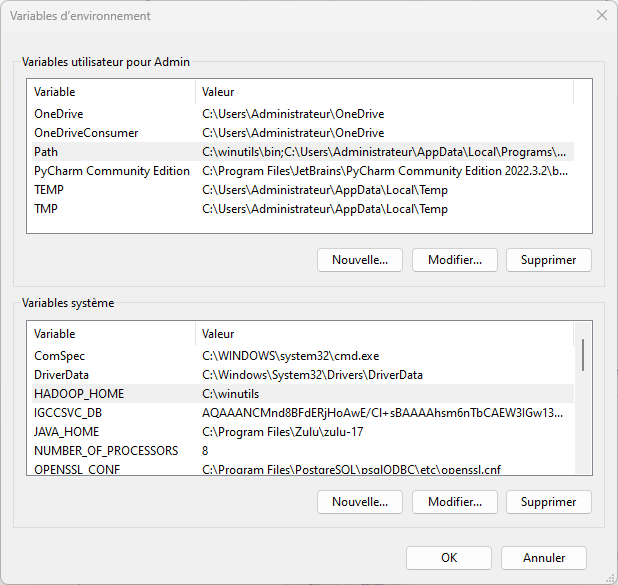 Variables d'environnement
Variables utilisateur pour Admin
Variable Valeur
OneDrive C:\Users\Administrateur\OneDrive
OneDriveConsumer C:\Users\Administrateur\OneDrive
Path C:\winutils\bin;C:\Users\Administrateur\AppData\Local\Programs\...
PyCharm Community Edition C:\Program Files\JetBrains\PyCharm Community Edition 2022.3.2\b...
TEMP C:\Users\Administrateur\AppData\Local\Temp
TMP C:\Users\Administrateur\AppData\Local\Temp
Nouvelle... Modifier... Supprimer
Variables système
Variable Valeur
ComSpec C:\WINDOWS\system32\cmd.exe
DriverData C:\Windows\System32\Drivers\DriverData
HADOOP_HOME C:\winutils
IGCCSVC_DB AQAAANCMnd8BFdERjHoAwE/Cl+sBAAAAhsm6nTbCAEW3IGw13...
JAVA_HOME C:\Program Files\Zulu\zulu-17
NUMBER_OF_PROCESSORS 8
OPENSSL_CONF C:\Program Files\PostgreSQL\psqlODBC\etc\openssl.cnf
Nouvelle... Modifier... Supprimer
OK Annuler